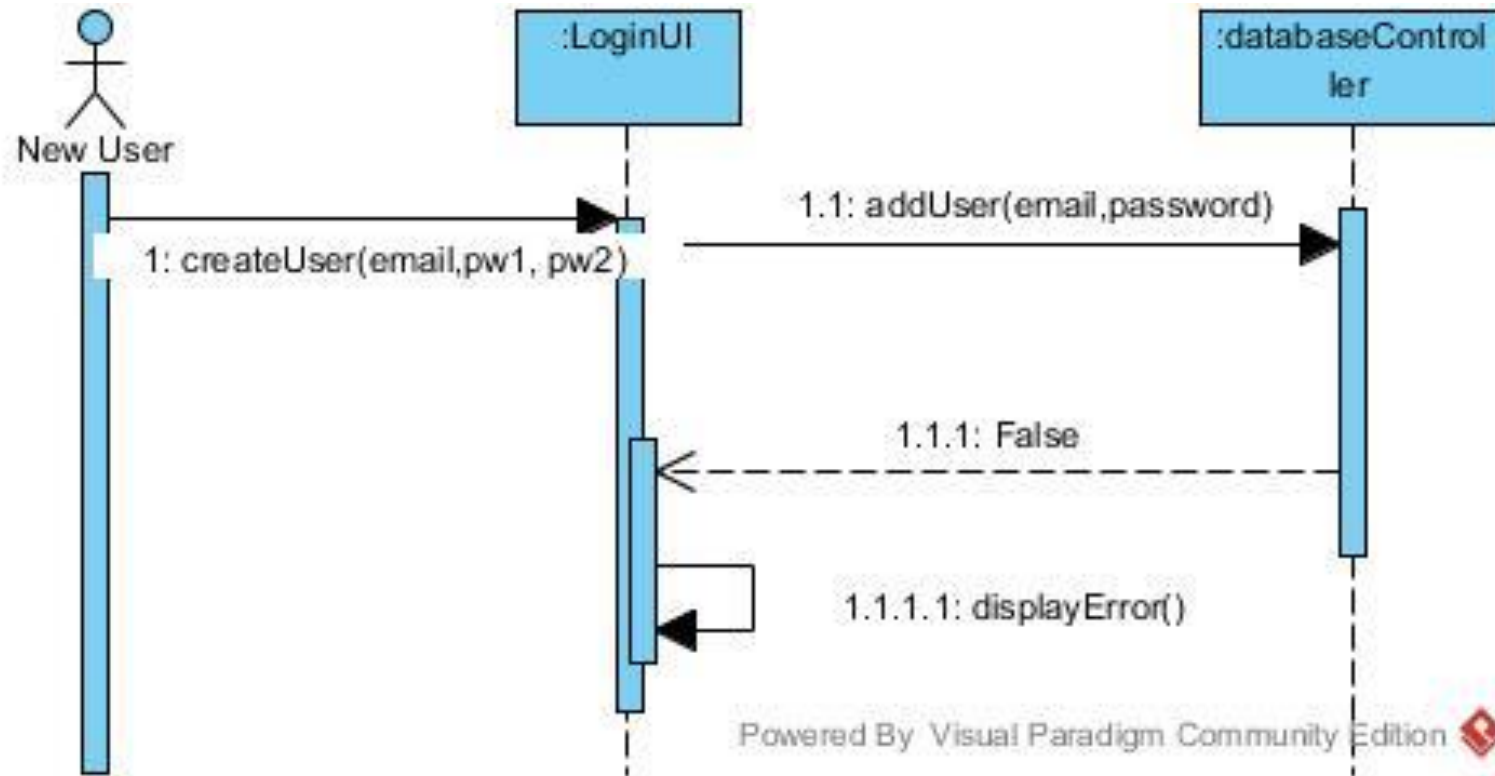 :LoginUI
:databaseControl
ler
New User
1.1: addUser(email,password)
1: createUser(email,pw1, pw2)
1.1.1: False
1.1.1.1: displayError()
Powered By Visual Paradigm Community Edition